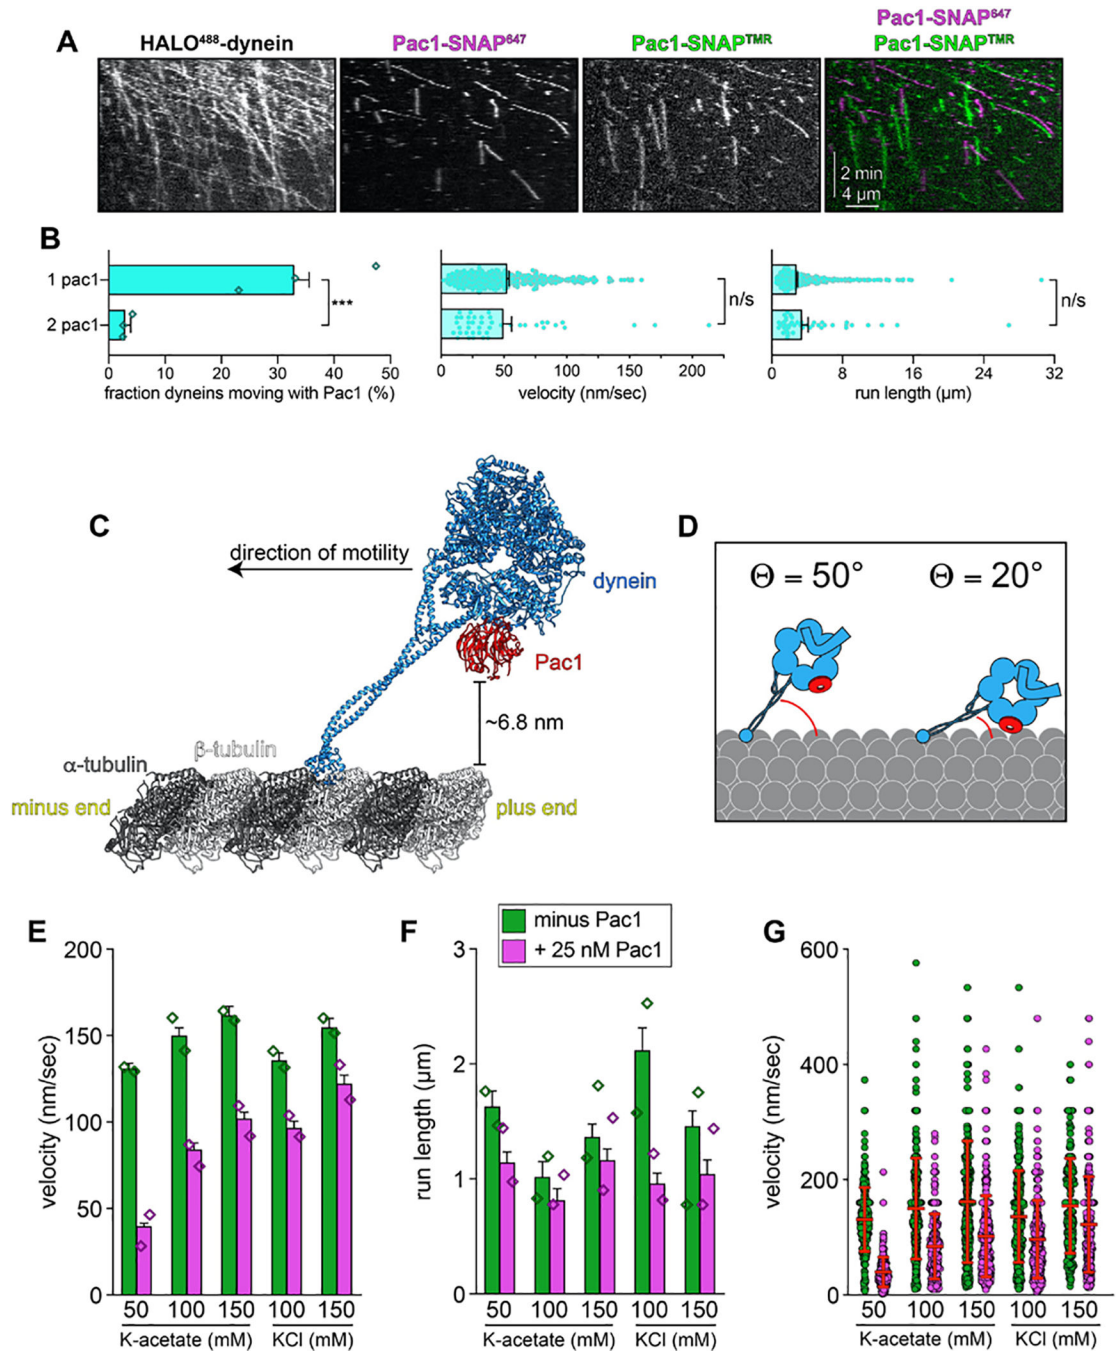 A
HALO⁴⁸⁸-dynein
Pac1-SNAP⁶⁴⁷
Pac1-SNAPᵀᴹᴿ
Pac1-SNAP⁶⁴⁷
Pac1-SNAPᵀᴹᴿ
2 min
4 µm
B
1 pac1
2 pac1
***
0 10 20 30 40 50
fraction dyneins moving with Pac1 (%)
n/s
0 50 100 150 200
velocity (nm/sec)
n/s
0 8 16 24 32
run length (µm)
C
direction of motility
dynein
Pac1
~6.8 nm
β-tubulin
α-tubulin
minus end
plus end
D
Θ = 50°
Θ = 20°
E
200
150
100
50
0
velocity (nm/sec)
50 100 150 100 150
K-acetate (mM) KCl (mM)
F
minus Pac1
+ 25 nM Pac1
3
2
1
0
run length (µm)
50 100 150 100 150
K-acetate (mM) KCl (mM)
G
600
400
200
0
velocity (nm/sec)
50 100 150 100 150
K-acetate (mM) KCl (mM)